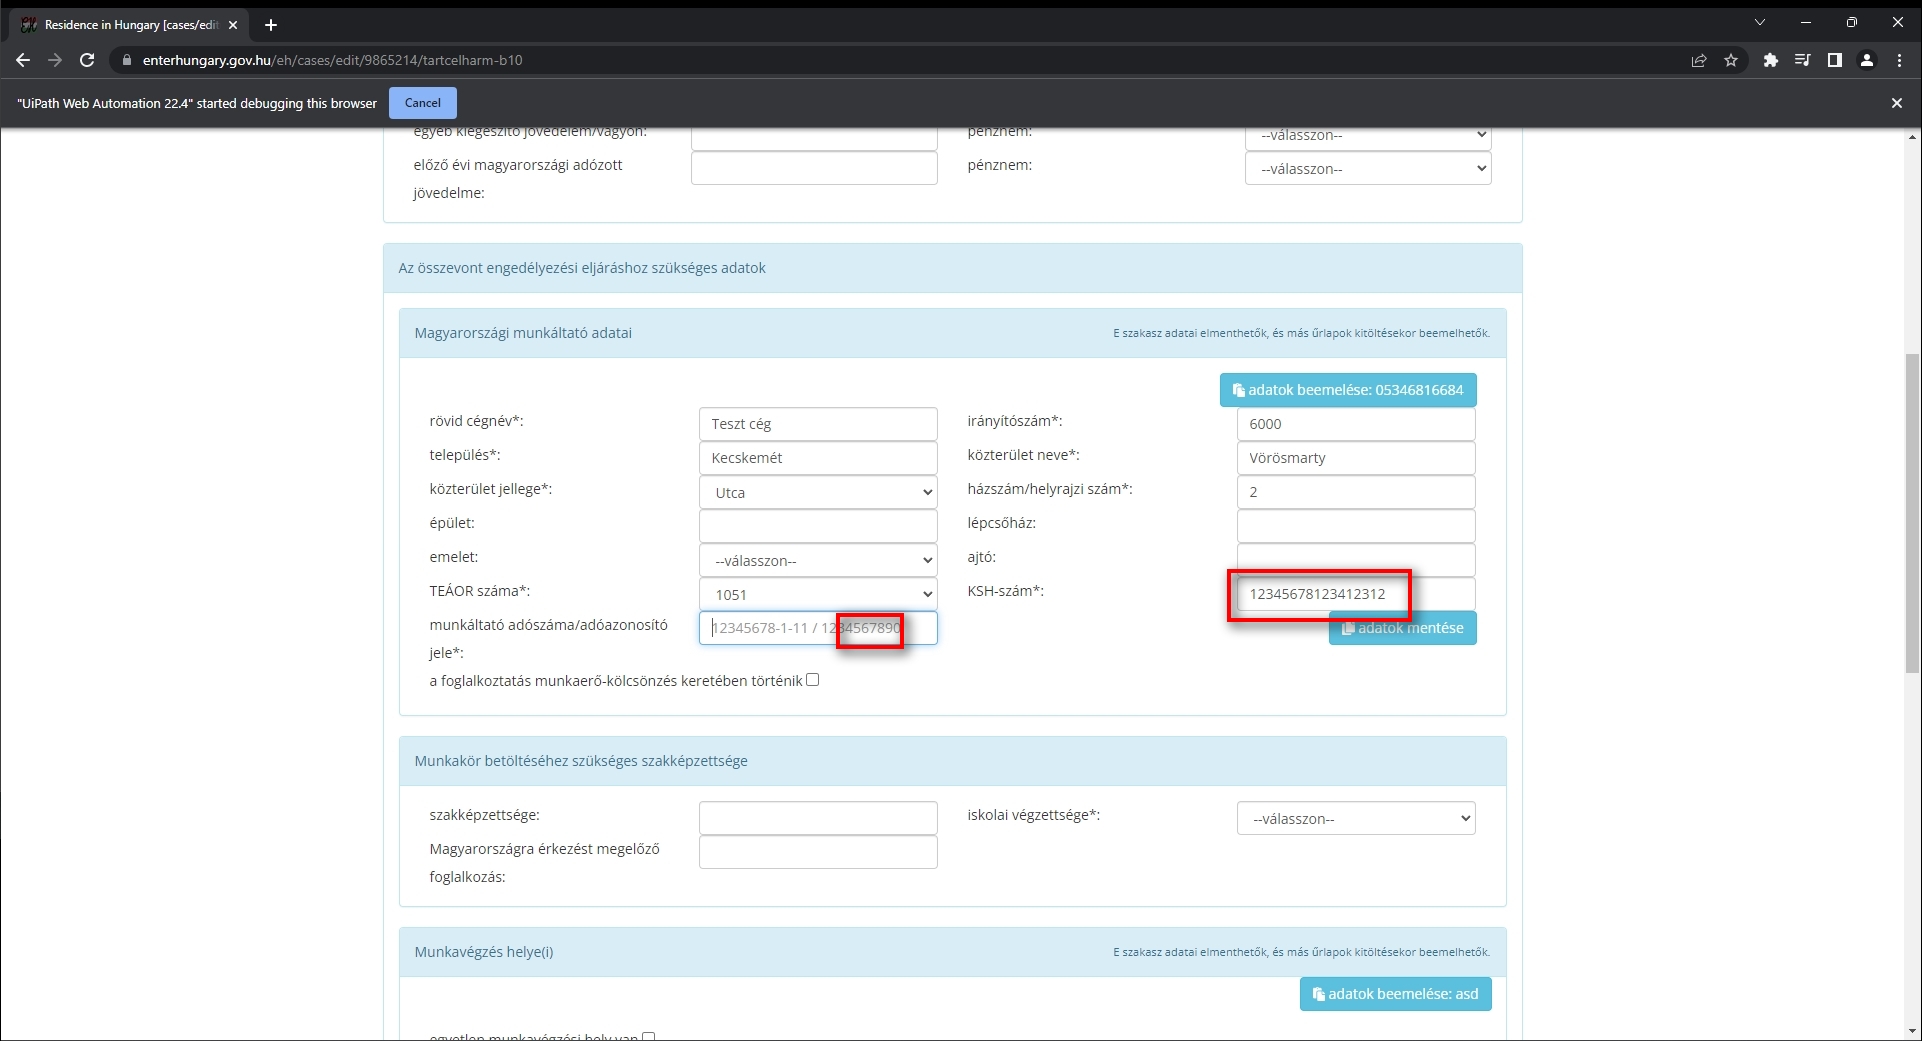 Residence in Hungary [cases/edit
enterhungary.gov.hu/eh/cases/edit/9865214/tartcelharm-b10
"UiPath Web Automation 22.4" started debugging this browser Cancel
egyéb kiegészítő jövedelem/vagyon: pénznem: --válasszon--
előző évi magyarországi adózott pénznem: --válasszon--
jövedelme:
Az összevont engedélyezési eljáráshoz szükséges adatok
Magyarországi munkáltató adatai E szakasz adatai elmenthetők, és más űrlapok kitöltésekor beemelhetők.
adatok beemelése: 05346816684
rövid cégnév*: Teszt cég irányítószám*: 6000
település*: Kecskemét közterület neve*: Vörösmarty
közterület jellege*: Utca házszám/helyrajzi szám*: 2
épület: lépcsőház:
emelet: --válasszon-- ajtó:
TEÁOR száma*: 1051 KSH-szám*: 12345678123412312
munkáltató adószáma/adóazonosító 12345678-1-11 / 1234567890 adatok mentése
jele*:
a foglalkoztatás munkaerő-kölcsönzés keretében történik
Munkakör betöltéséhez szükséges szakképzettsége
szakképzettsége: iskolai végzettsége*: --válasszon--
Magyarországra érkezést megelőző
foglalkozás:
Munkavégzés helye(i) E szakasz adatai elmenthetők, és más űrlapok kitöltésekor beemelhetők.
adatok beemelése: asd
egyetlen munkavégzési hely van